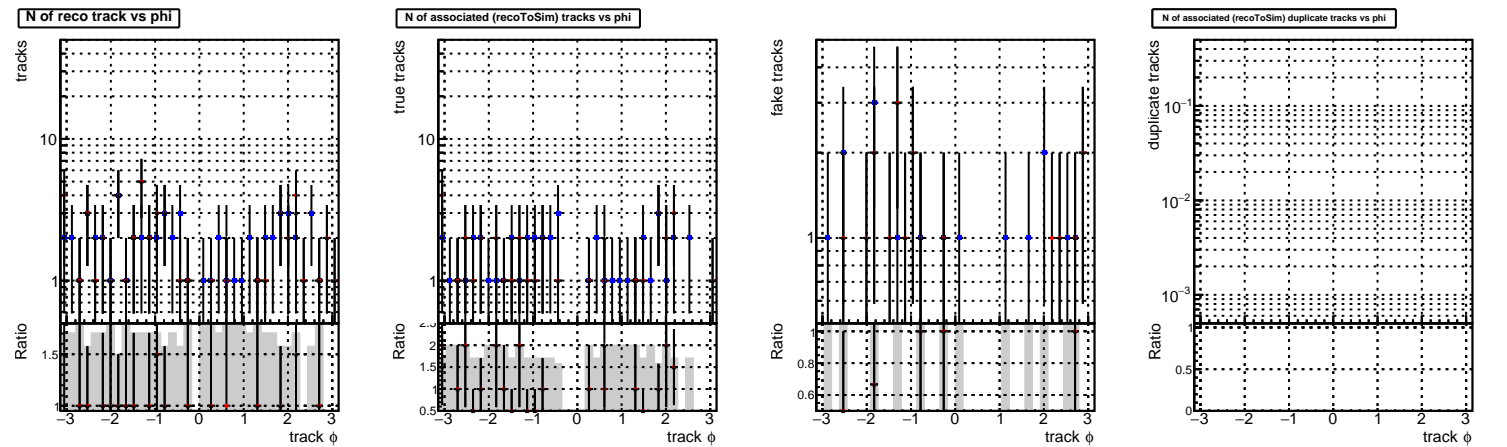 N of reco track vs phi
tracks
10
1
Ratio
1.5
1
−3 −2 −1 0 1 2 3
track ϕ
N of associated (recoToSim) tracks vs phi
true tracks
10
1
Ratio
2.5
2
1.5
1
0.5
−3 −2 −1 0 1 2 3
track ϕ
fake tracks
1
Ratio
1
0.8
0.6
−3 −2 −1 0 1 2 3
track ϕ
N of associated (recoToSim) duplicate tracks vs phi
duplicate tracks
10−1
10−2
10−3
Ratio
1
0.5
0
−3 −2 −1 0 1 2 3
track ϕ